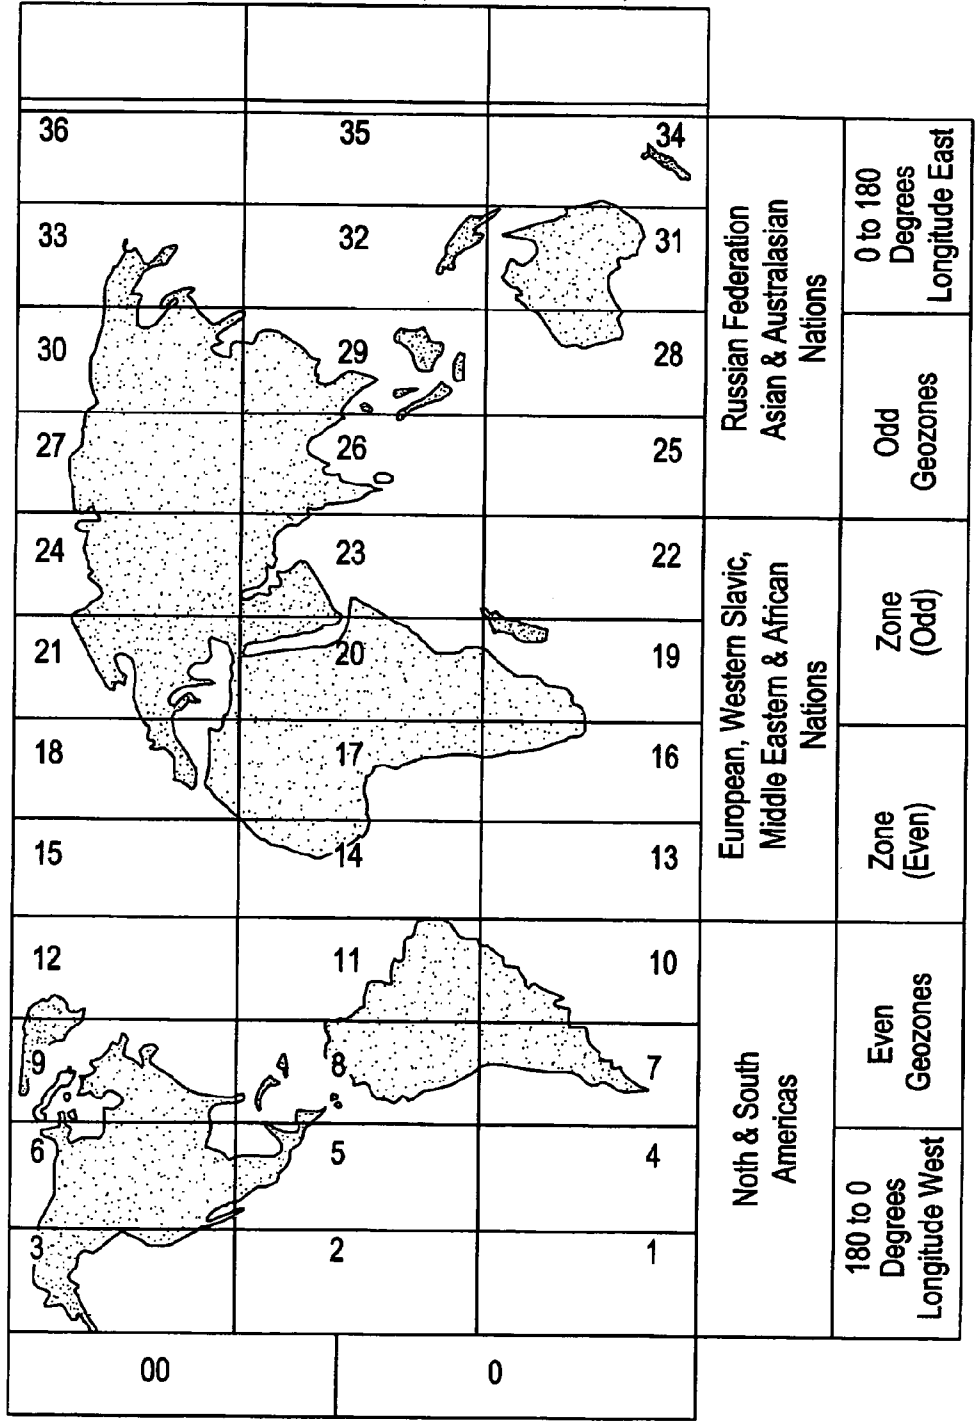 36
35
34
33
32
31
30
29
28
27
26
25
24
23
22
21
20
19
18
17
16
15
14
13
12
11
10
9
8
7
6
5
4
3
2
1
00
0
Russian Federation
Asian & Australasian
Nations
European, Western Slavic,
Middle Eastern & African
Nations
Noth & South
Americas
0 to 180
Degrees
Longitude East
Odd
Geozones
Zone
(Odd)
Zone
(Even)
Even
Geozones
180 to 0
Degrees
Longitude West